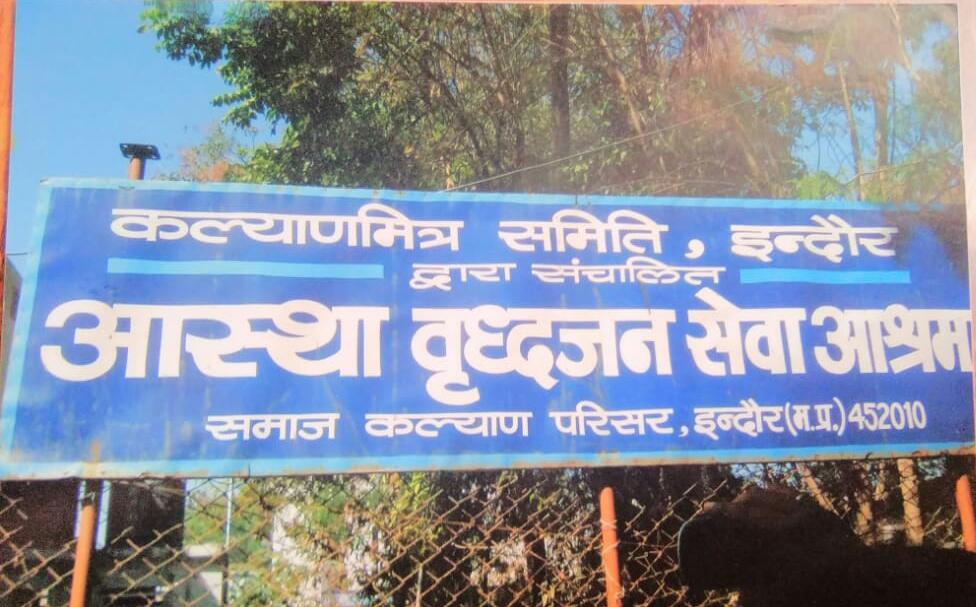 कल्याणमित्र समिति, इन्दौर
द्वारा संचालित
आस्था वृध्दजन सेवा आश्रम
समाज कल्याण परिसर, इन्दौर(म.प्र.) 452010